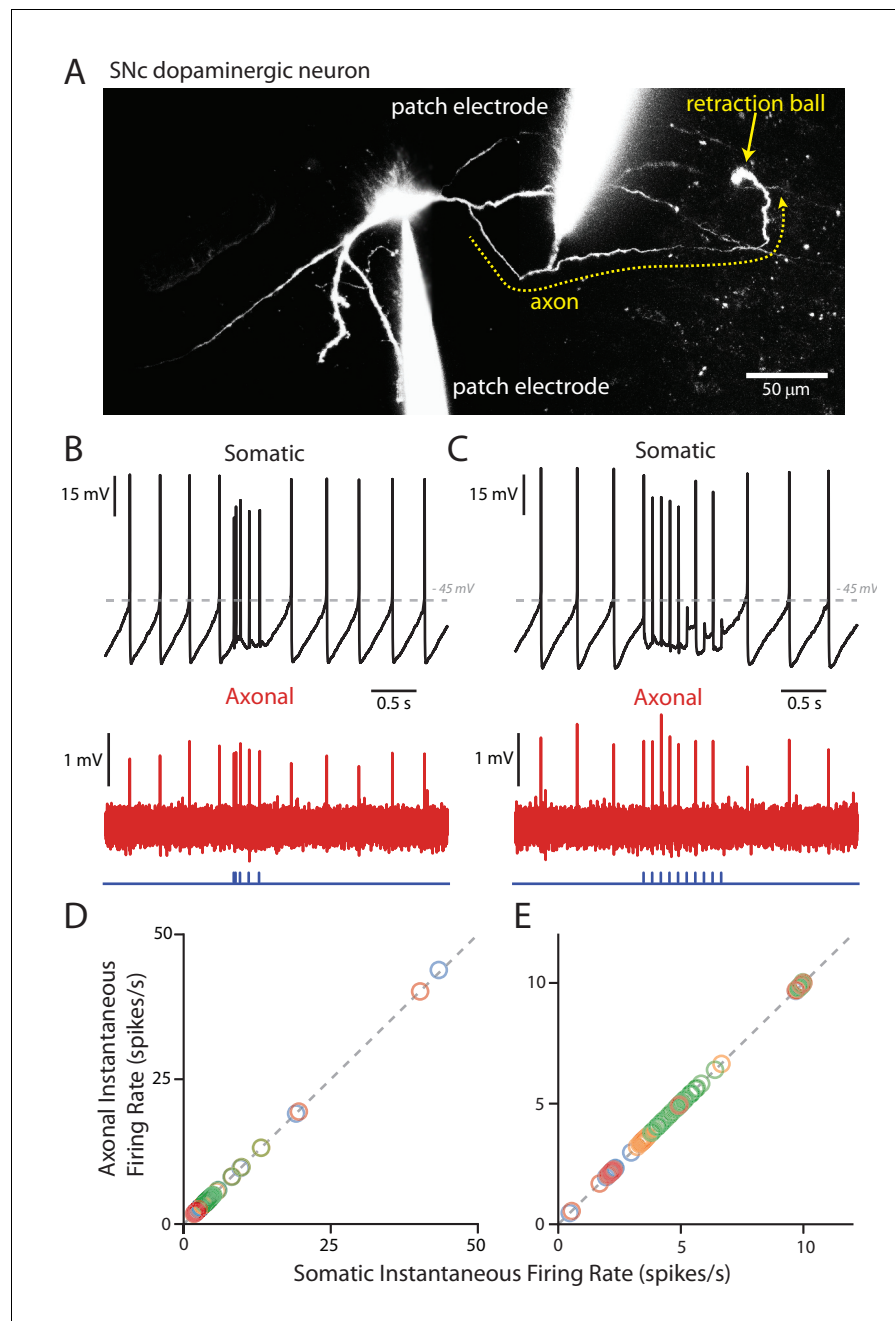 A SNc dopaminergic neuron
patch electrode
retraction ball
axon
patch electrode
50 µm
B
Somatic
C
Somatic
15 mV
15 mV
- 45 mV
- 45 mV
0.5 s
0.5 s
Axonal
Axonal
1 mV
1 mV
D
E
50
25
0
0
25
50
10
5
0
0
5
10
Axonal Instantaneous
Firing Rate (spikes/s)
Somatic Instantaneous Firing Rate (spikes/s)